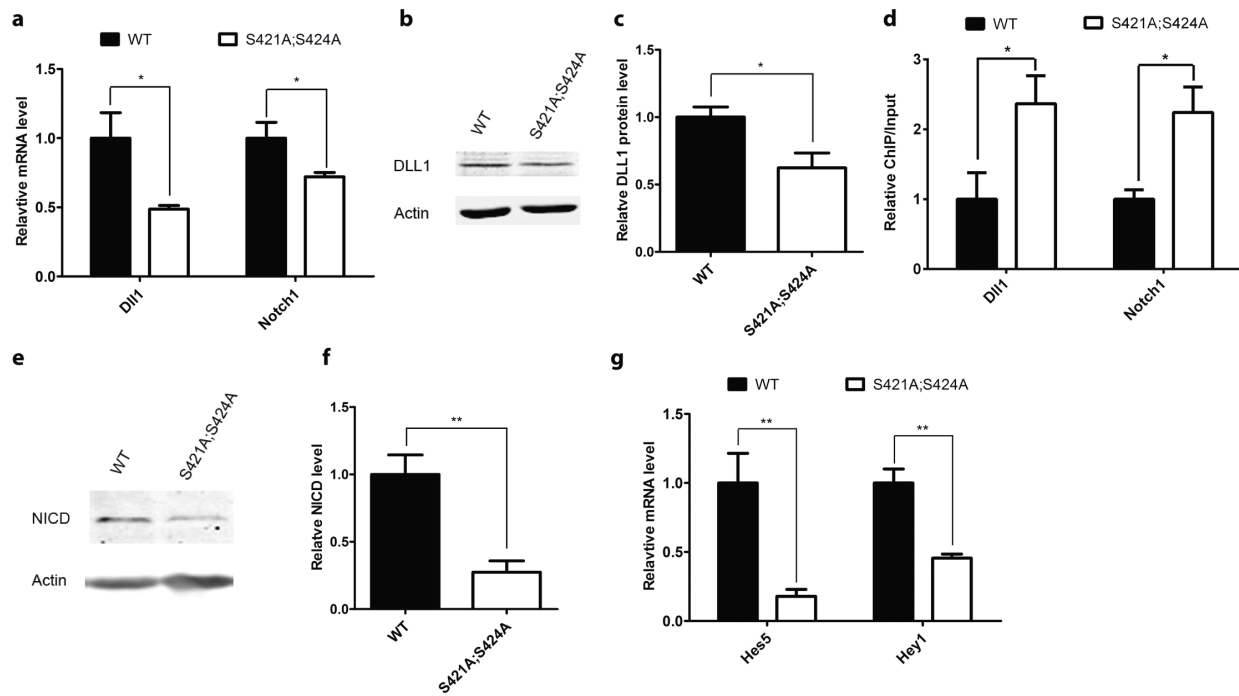 a
WT S421A;S424A
Relavtive mRNA level
1.5
1.0
0.5
0.0
* *
Dll1 Notch1
b
WT S421A;S424A
DLL1
Actin
c
Relatve DLL1 protein level
1.5
1.0
0.5
0.0
*
WT S421A;S424A
d
WT S421A;S424A
Relative ChIP/Input
3
2
1
0
* *
Dll1 Notch1
e
WT S421A;S424A
NICD
Actin
f
Relatve NICD level
1.5
1.0
0.5
0.0
**
WT S421A;S424A
g
WT S421A;S424A
Relavtive mRNA level
1.5
1.0
0.5
0.0
** **
Hes5 Hey1